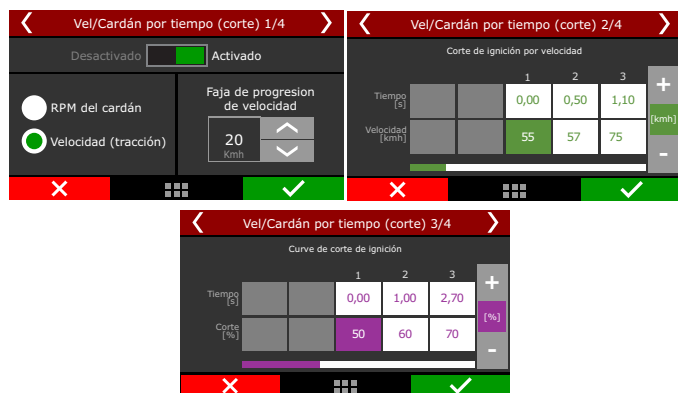 Vel/Cardán por tiempo (corte) 1/4
Desactivado Activado
RPM del cardán
Velocidad (tracción)
Faja de progresion
de velocidad
20
Kmh
Vel/Cardán por tiempo (corte) 2/4
Corte de ignición por velocidad
1 2 3
Tiempo
[s]
0,00 0,50 1,10
Velocidad
[kmh]
55 57 75
+
[kmh]
-
Vel/Cardán por tiempo (corte) 3/4
Curve de corte de ignición
1 2 3
Tiempo
[s]
0,00 1,00 2,70
Corte
[%]
50 60 70
+
[%]
-